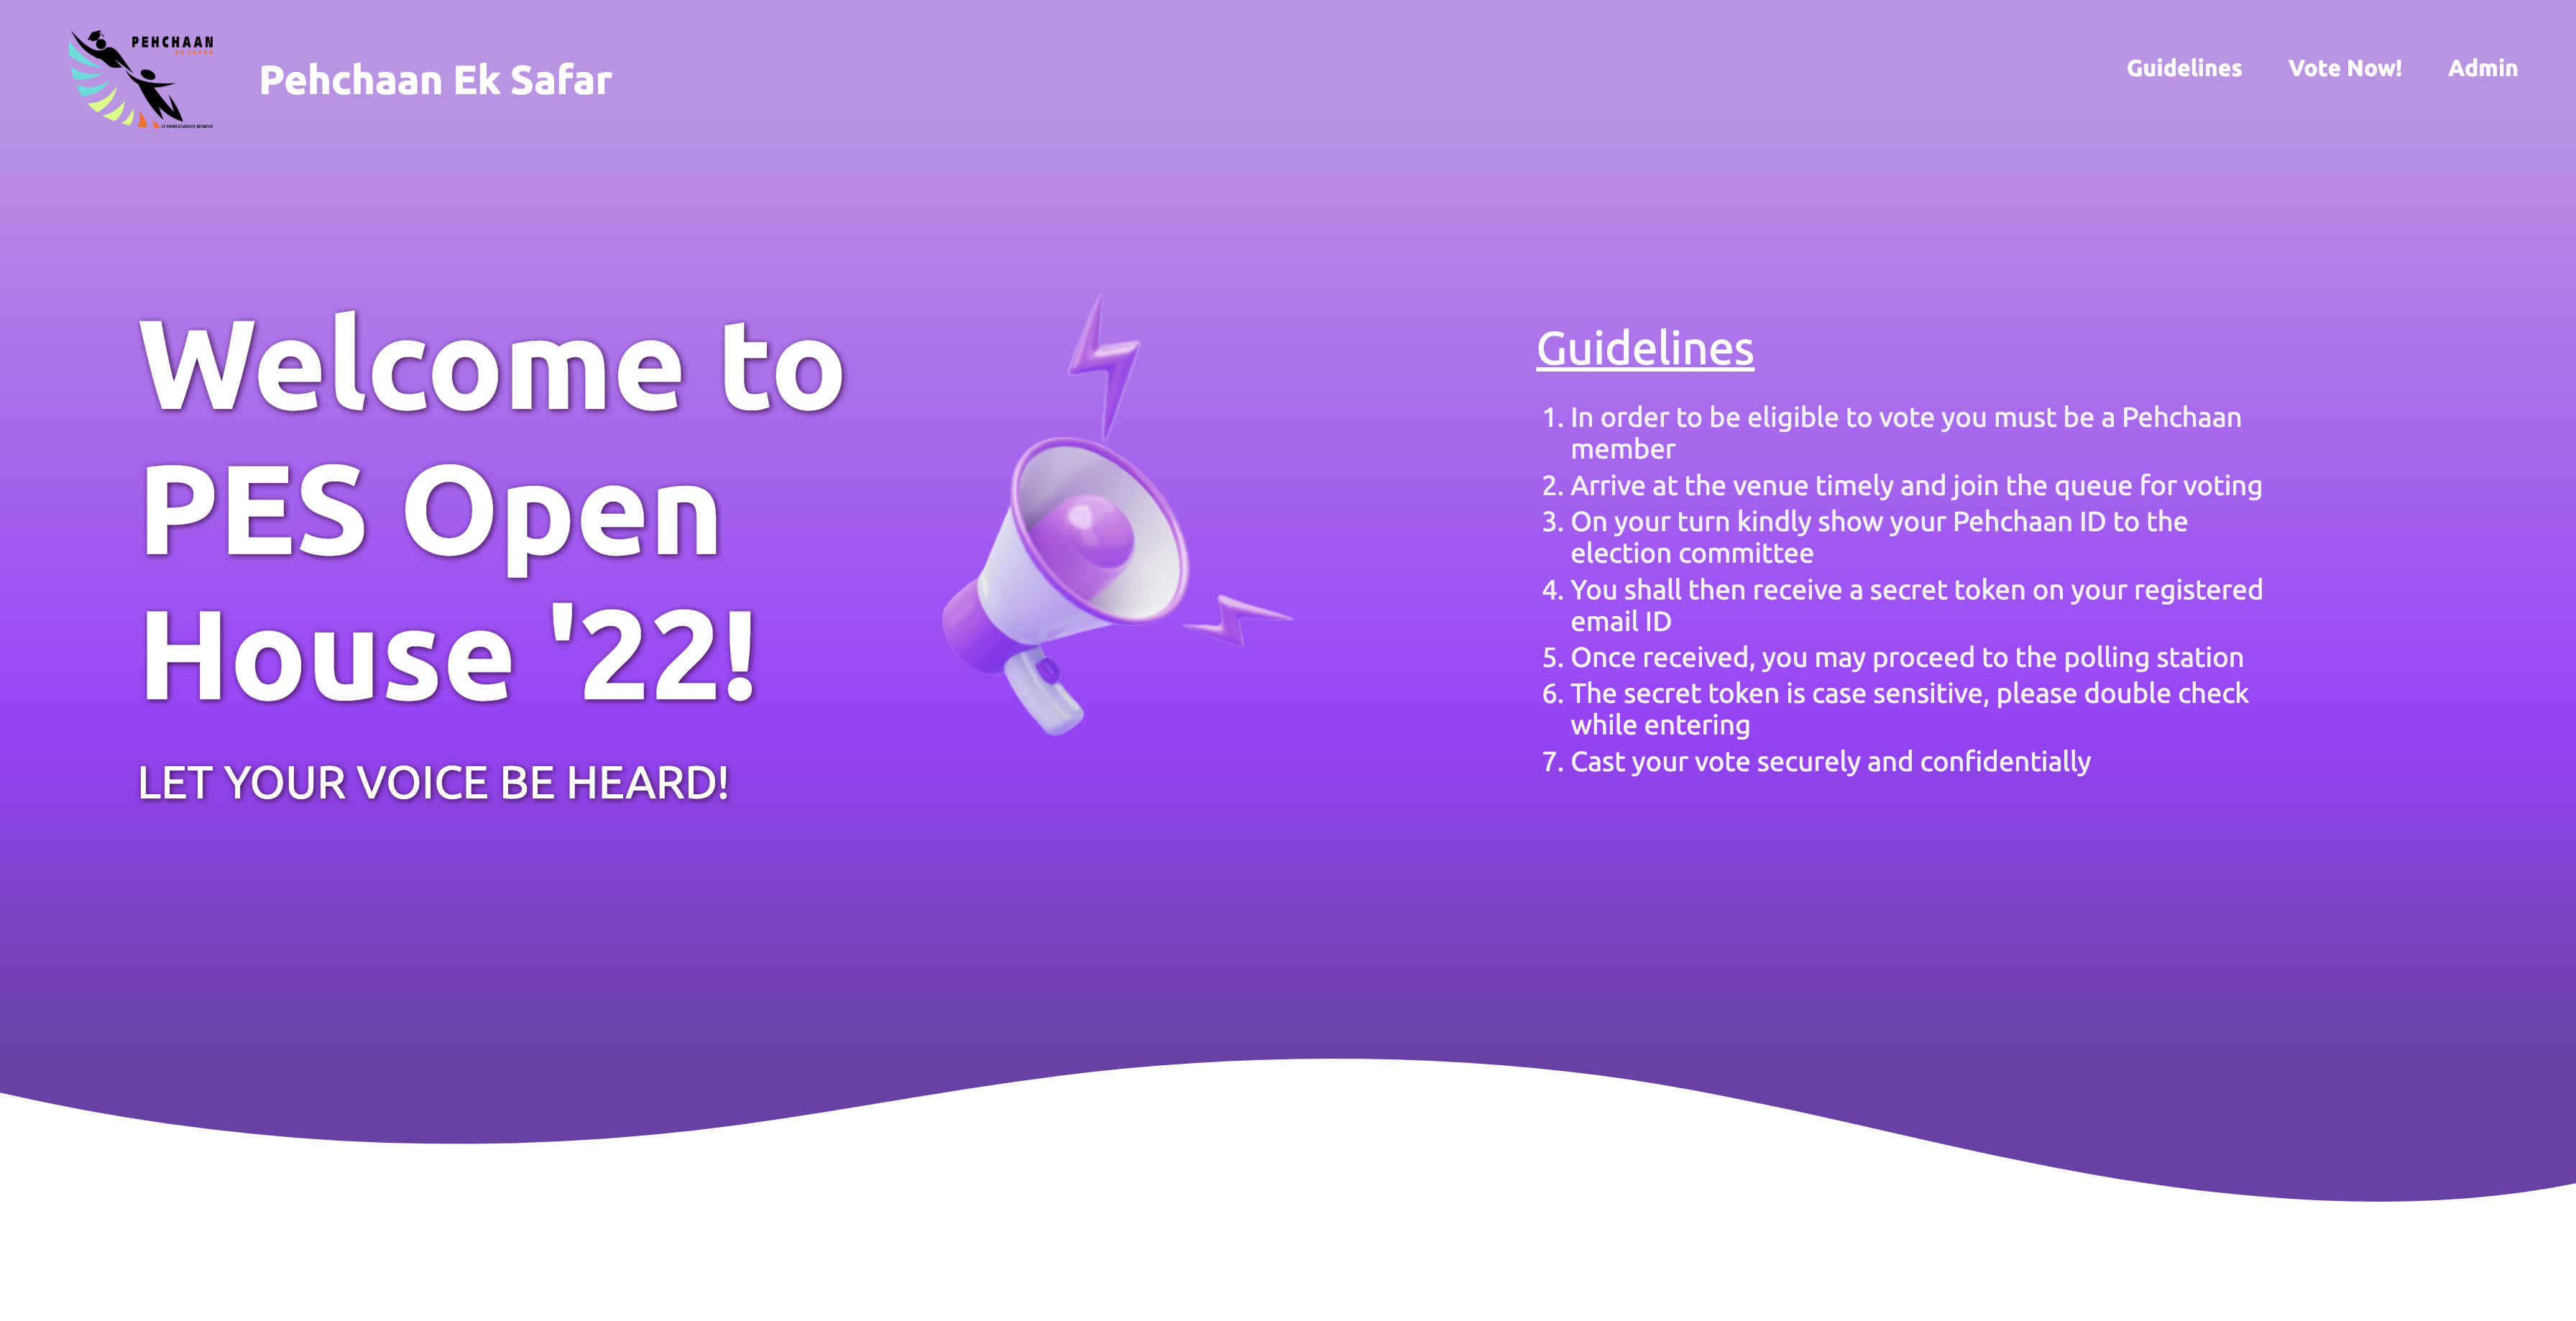 PEHCHAAN
EK SAFAR
Pehchaan Ek Safar
Guidelines
Vote Now!
Admin
Welcome to
PES Open
House '22!
LET YOUR VOICE BE HEARD!
Guidelines
1. In order to be eligible to vote you must be a Pehchaan
member
2. Arrive at the venue timely and join the queue for voting
3. On your turn kindly show your Pehchaan ID to the
election committee
4. You shall then receive a secret token on your registered
email ID
5. Once received, you may proceed to the polling station
6. The secret token is case sensitive, please double check
while entering
7. Cast your vote securely and confidentially